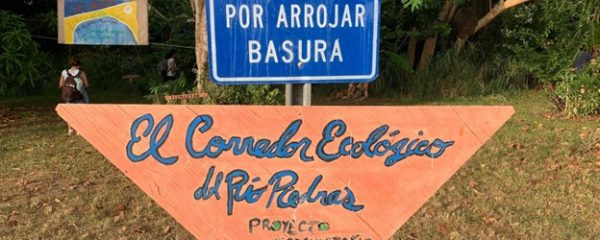 POR ARROJAR
BASURA
El Corredor Ecológico
del Río Piedras
PROYECTO